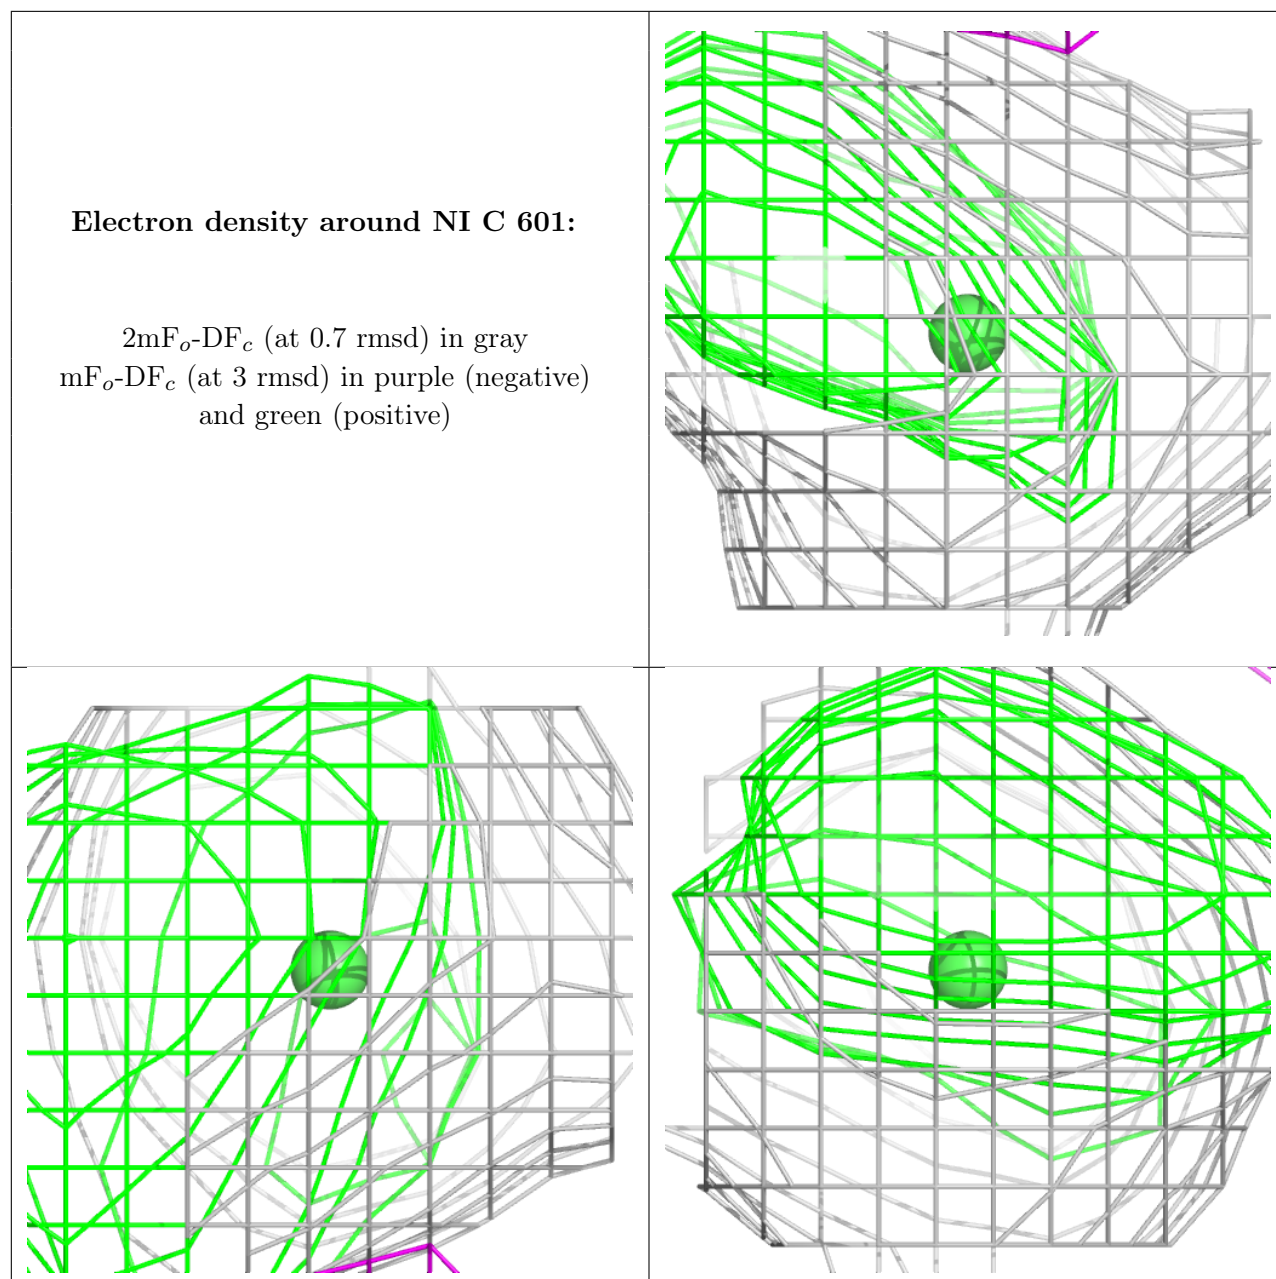 Electron density around NI C 601:
2mFo-DFc (at 0.7 rmsd) in gray
mFo-DFc (at 3 rmsd) in purple (negative)
and green (positive)